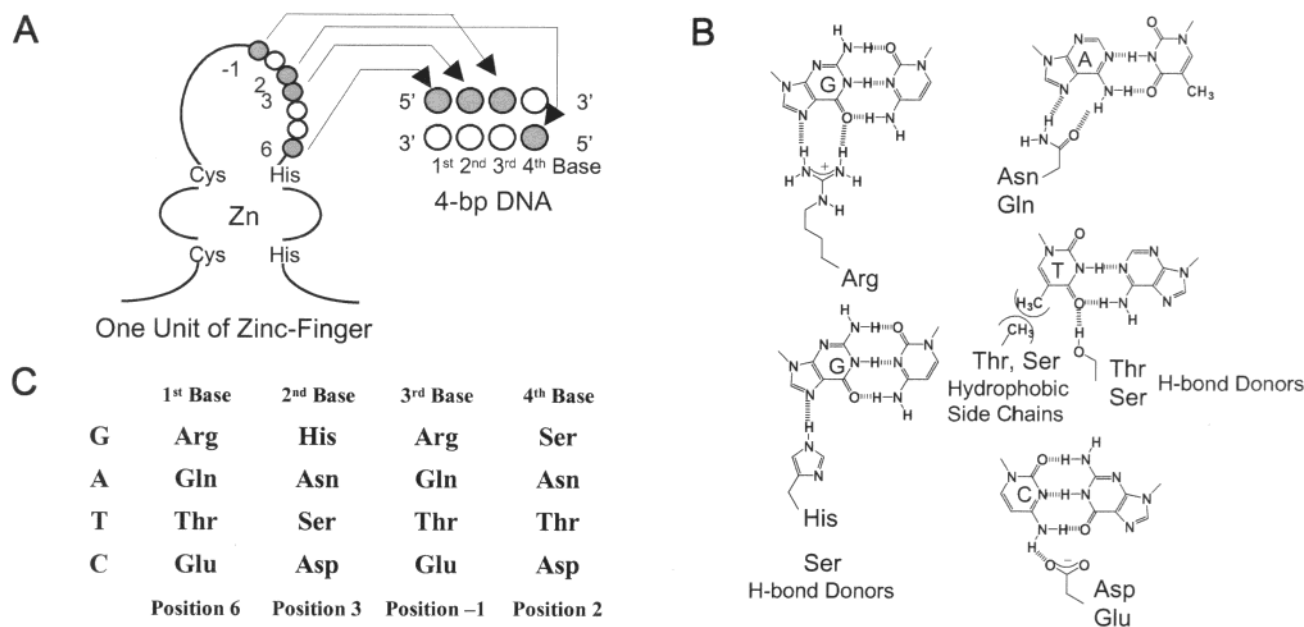 A
-1
2
3
6
Cys His
Zn
Cys His
One Unit of Zinc-Finger
5' 3'
3' 5'
1st 2nd 3rd 4th Base
4-bp DNA
B
H
N-H O
N
G N-H N
N N O
O H-N
H
H H
H-N + N-H
H N-H
Arg
N N
A N H-N O
N N-H O
H H CH3
H-N O
Asn
Gln
O
N
T N-H N N
H3C O H-N N
H
CH3 H
O
Thr, Ser
Hydrophobic
Side Chains
Thr
Ser
H-bond Donors
H
N-H O
N
G N-H N
N N O
O H-N
H
H
N
N
His
Ser
H-bond Donors
H
O H-N
N
C N H-N N
N-H O N
H
O - O
Asp
Glu
C
1st Base 2nd Base 3rd Base 4th Base
G Arg His Arg Ser
A Gln Asn Gln Asn
T Thr Ser Thr Thr
C Glu Asp Glu Asp
Position 6 Position 3 Position –1 Position 2